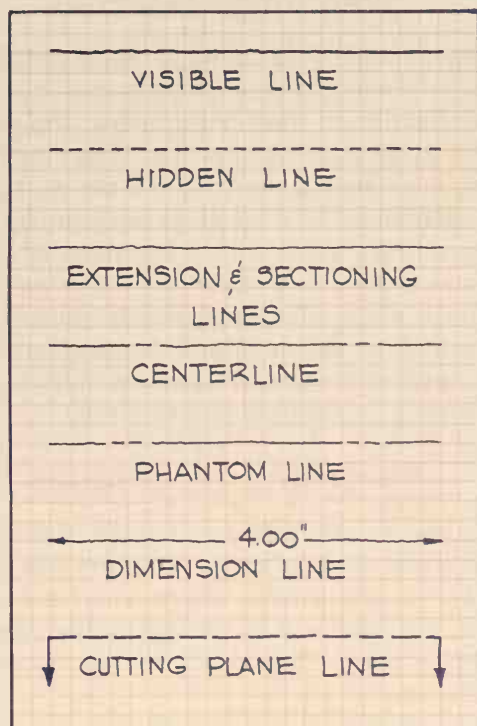 VISIBLE LINE
HIDDEN LINE
EXTENSION & SECTIONING
LINES
CENTERLINE
PHANTOM LINE
4.00"
DIMENSION LINE
CUTTING PLANE LINE